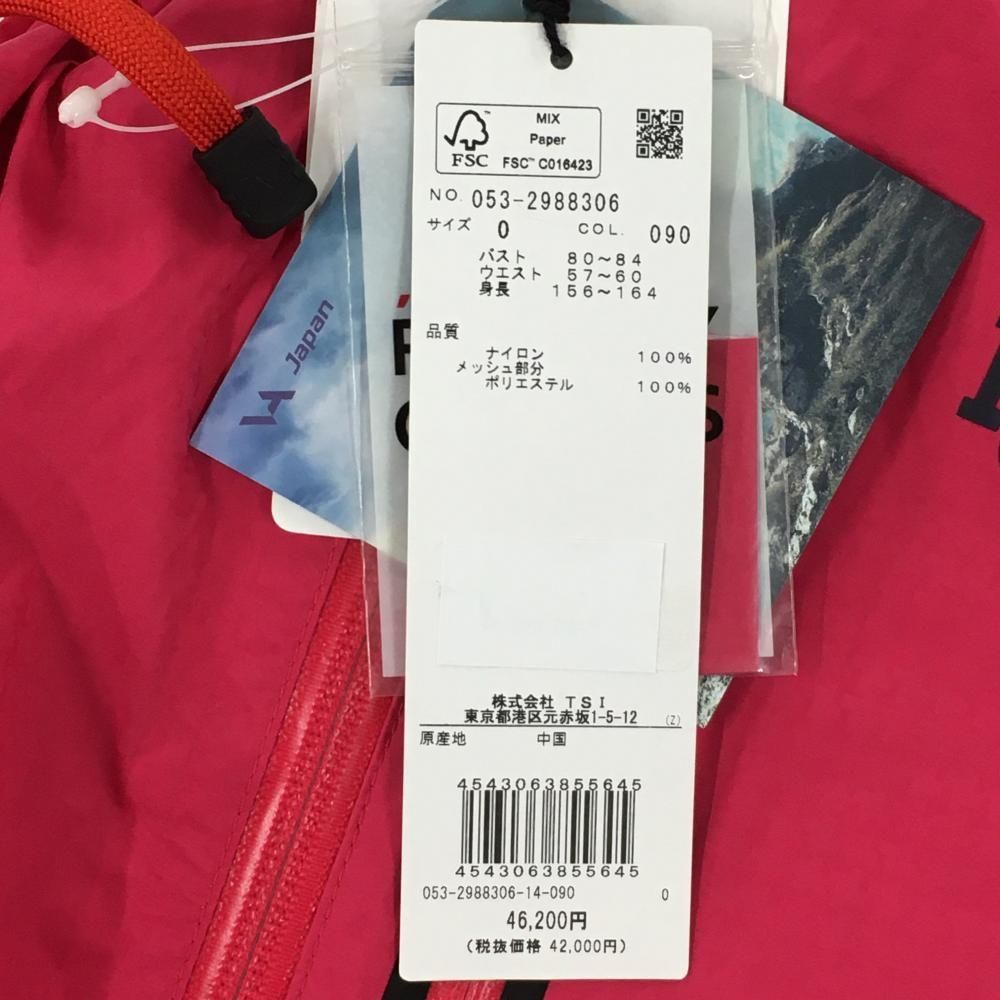 MIX
Paper
FSC™ C016423
FSC
NO. 053-2988306
サイズ 0 COL. 090
バスト 80～84
ウエスト 57～60
身長 156～164
品質
ナイロン 100%
メッシュ部分
ポリエステル 100%
株式会社 TSI
東京都港区元赤坂1-5-12 (Z)
原産地 中国
4543063855645
4543063855645
053-2988306-14-090 0
46,200円
(税抜価格 42,000円)
Japan